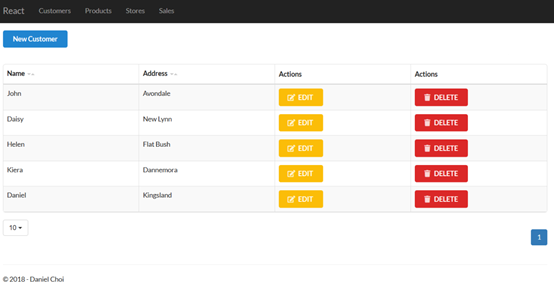 React Customers Products Stores Sales
New Customer
Name Address Actions Actions
John Avondale EDIT DELETE
Daisy New Lynn EDIT DELETE
Helen Flat Bush EDIT DELETE
Kiera Dannemora EDIT DELETE
Daniel Kingsland EDIT DELETE
10
1
© 2018 - Daniel Choi